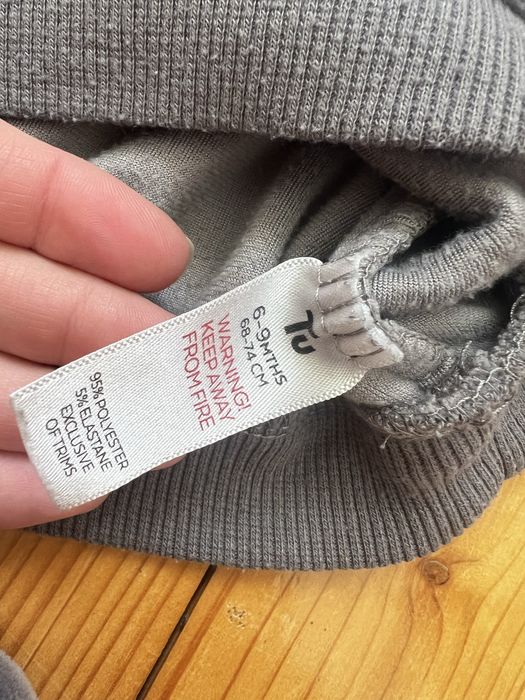 Tu
6-9MTHS
68-74 CM
WARNING!
KEEP AWAY
FROM FIRE
95% POLYESTER
5% ELASTANE
EXCLUSIVE
OF TRIMS